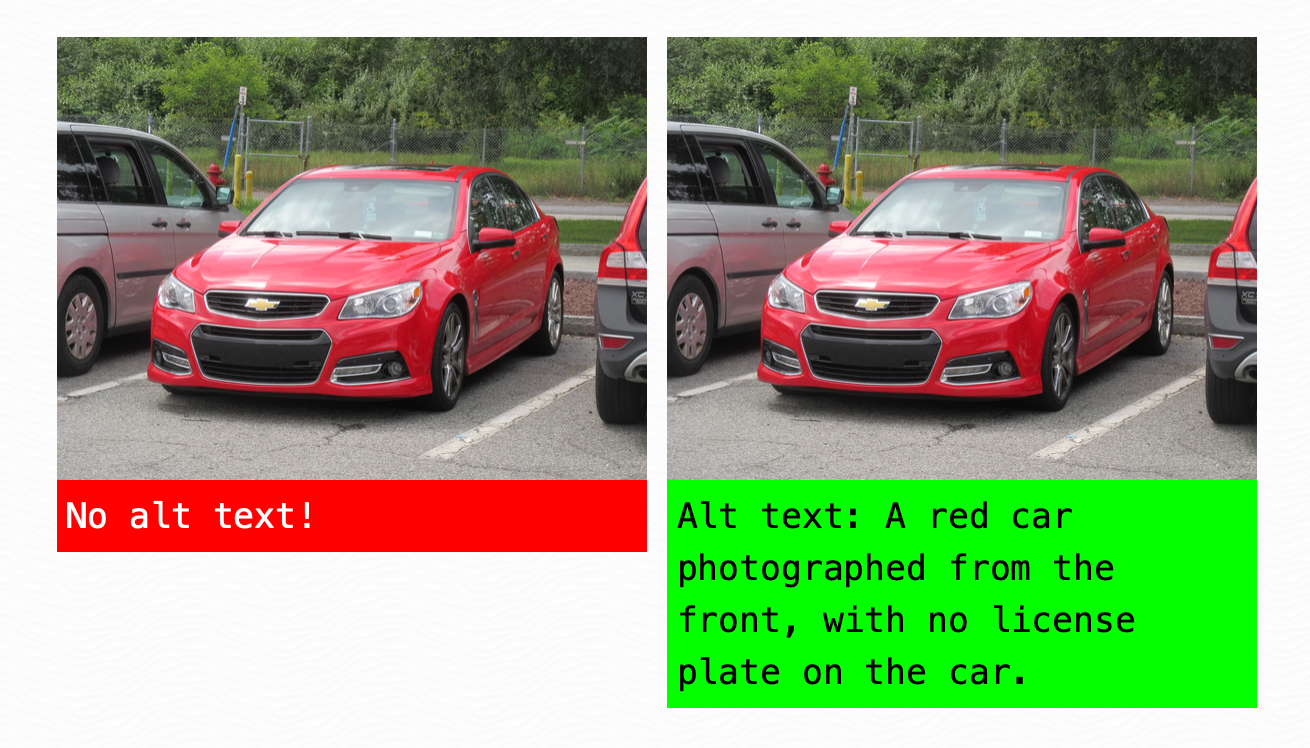 No alt text!
Alt text: A red car
photographed from the
front, with no license
plate on the car.